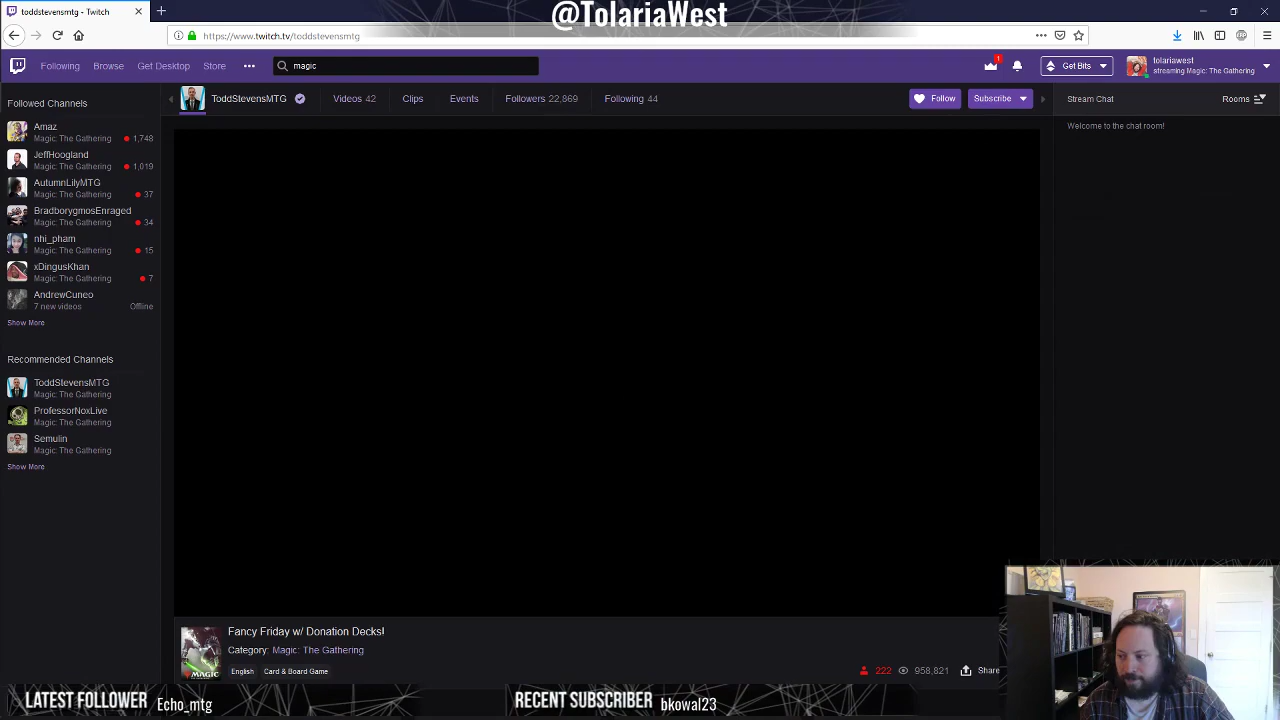 @TolariaWest
toddstevensmtg - Twitch
https://www.twitch.tv/toddstevensmtg
Following Browse Get Desktop Store magic 1 Get Bits tolariawest
streaming Magic: The Gathering
Followed Channels
Amaz
Magic: The Gathering 1,748
JeffHoogland
Magic: The Gathering 1,019
AutumnLilyMTG
Magic: The Gathering 37
BradborygmosEnraged
Magic: The Gathering 34
nhi_pham
Magic: The Gathering 15
xDingusKhan
Magic: The Gathering 7
AndrewCuneo
7 new videos Offline
Show More
Recommended Channels
ToddStevensMTG
Magic: The Gathering
ProfessorNoxLive
Magic: The Gathering
Semulin
Magic: The Gathering
Show More
ToddStevensMTG Videos 42 Clips Events Followers 22,869 Following 44 Follow Subscribe
Stream Chat Rooms
Welcome to the chat room!
MAGIC
Fancy Friday w/ Donation Decks!
Category: Magic: The Gathering
English Card & Board Game
222 958,821 Share
LATEST FOLLOWER Echo_mtg RECENT SUBSCRIBER bkowal23